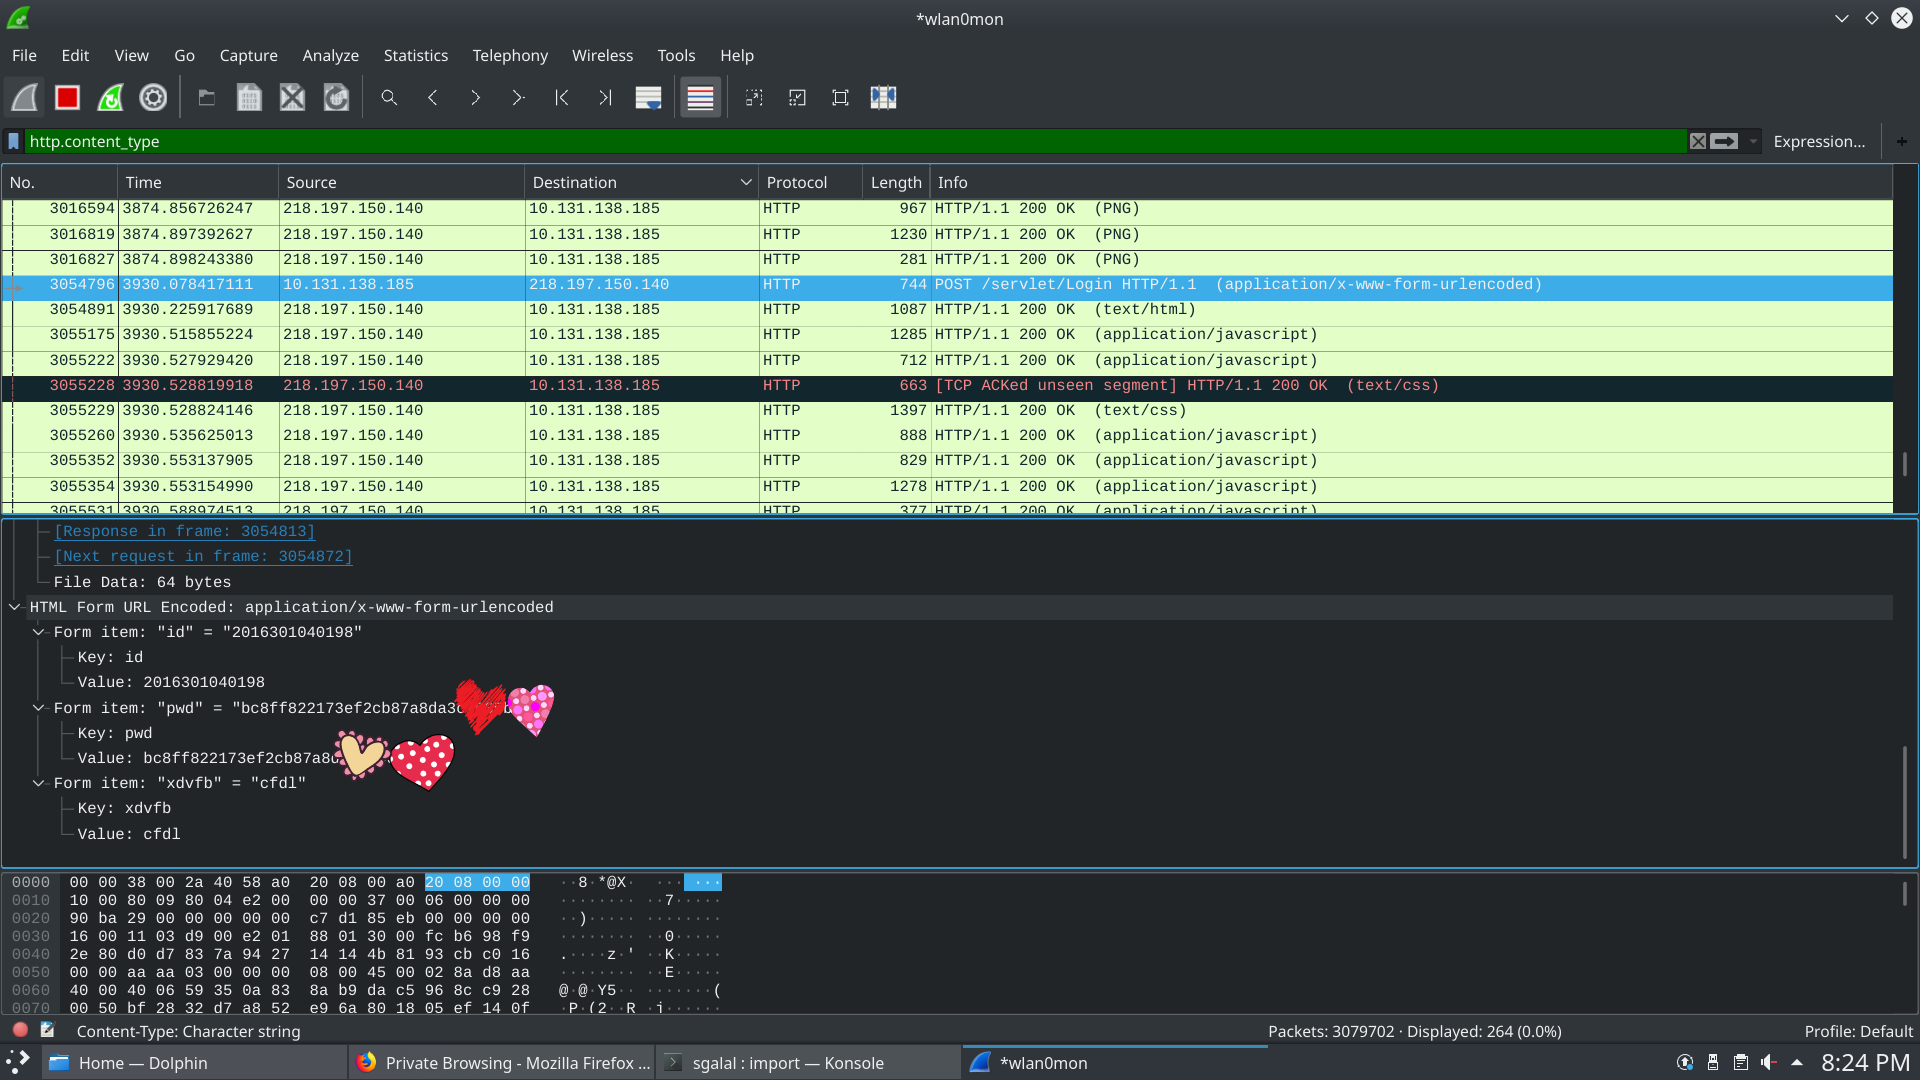 *wlan0mon
File Edit View Go Capture Analyze Statistics Telephony Wireless Tools Help
http.content_type
Expression...
+
No. Time Source Destination Protocol Length Info
3016594 3874.856726247 218.197.150.140 10.131.138.185 HTTP 967 HTTP/1.1 200 OK (PNG)
3016819 3874.897392627 218.197.150.140 10.131.138.185 HTTP 1230 HTTP/1.1 200 OK (PNG)
3016827 3874.898243380 218.197.150.140 10.131.138.185 HTTP 281 HTTP/1.1 200 OK (PNG)
3054796 3930.078417111 10.131.138.185 218.197.150.140 HTTP 744 POST /servlet/Login HTTP/1.1 (application/x-www-form-urlencoded)
3054891 3930.225917689 218.197.150.140 10.131.138.185 HTTP 1087 HTTP/1.1 200 OK (text/html)
3055175 3930.515855224 218.197.150.140 10.131.138.185 HTTP 1285 HTTP/1.1 200 OK (application/javascript)
3055222 3930.527929420 218.197.150.140 10.131.138.185 HTTP 712 HTTP/1.1 200 OK (application/javascript)
3055228 3930.528819918 218.197.150.140 10.131.138.185 HTTP 663 [TCP ACKed unseen segment] HTTP/1.1 200 OK (text/css)
3055229 3930.528824146 218.197.150.140 10.131.138.185 HTTP 1397 HTTP/1.1 200 OK (text/css)
3055260 3930.535625013 218.197.150.140 10.131.138.185 HTTP 888 HTTP/1.1 200 OK (application/javascript)
3055352 3930.553137905 218.197.150.140 10.131.138.185 HTTP 829 HTTP/1.1 200 OK (application/javascript)
3055354 3930.553154990 218.197.150.140 10.131.138.185 HTTP 1278 HTTP/1.1 200 OK (application/javascript)
3055531 3930.588974513 218.197.150.140 10.131.138.185 HTTP 377 HTTP/1.1 200 OK (application/javascript)
[Response in frame: 3054813]
[Next request in frame: 3054872]
File Data: 64 bytes
HTML Form URL Encoded: application/x-www-form-urlencoded
Form item: "id" = "2016301040198"
Key: id
Value: 2016301040198
Form item: "pwd" = "bc8ff822173ef2cb87a8da3
Key: pwd
Value: bc8ff822173ef2cb87a8
Form item: "xdvfb" = "cfdl"
Key: xdvfb
Value: cfdl
0000 00 00 38 00 2a 40 58 a0 20 08 00 a0 20 08 00 00 ··8·*@X· ··· ···
0010 10 00 80 09 80 04 e2 00 00 00 37 00 06 00 00 00 ········ ··7·····
0020 90 ba 29 00 00 00 00 00 c7 d1 85 eb 00 00 00 00 ··)····· ········
0030 16 00 11 03 d9 00 e2 01 88 01 30 00 fc b6 98 f9 ········ ··0·····
0040 2e 80 d0 d7 83 7a 94 27 14 14 4b 81 93 cb c0 16 .····z·' ··K·····
0050 00 00 aa aa 03 00 00 00 08 00 45 00 02 8a d8 aa ········ ··E·····
0060 40 00 40 06 59 35 0a 83 8a b9 da c5 96 8c c9 28 @·@·Y5·· ·······(
0070 00 50 bf 28 32 d7 a8 52 e9 6a 80 18 05 ef 14 0f ·P·(2··R ·j······
Content-Type: Character string
Packets: 3079702 · Displayed: 264 (0.0%)
Profile: Default
Home — Dolphin
Private Browsing - Mozilla Firefox ...
sgalal : import — Konsole
*wlan0mon
8:24 PM